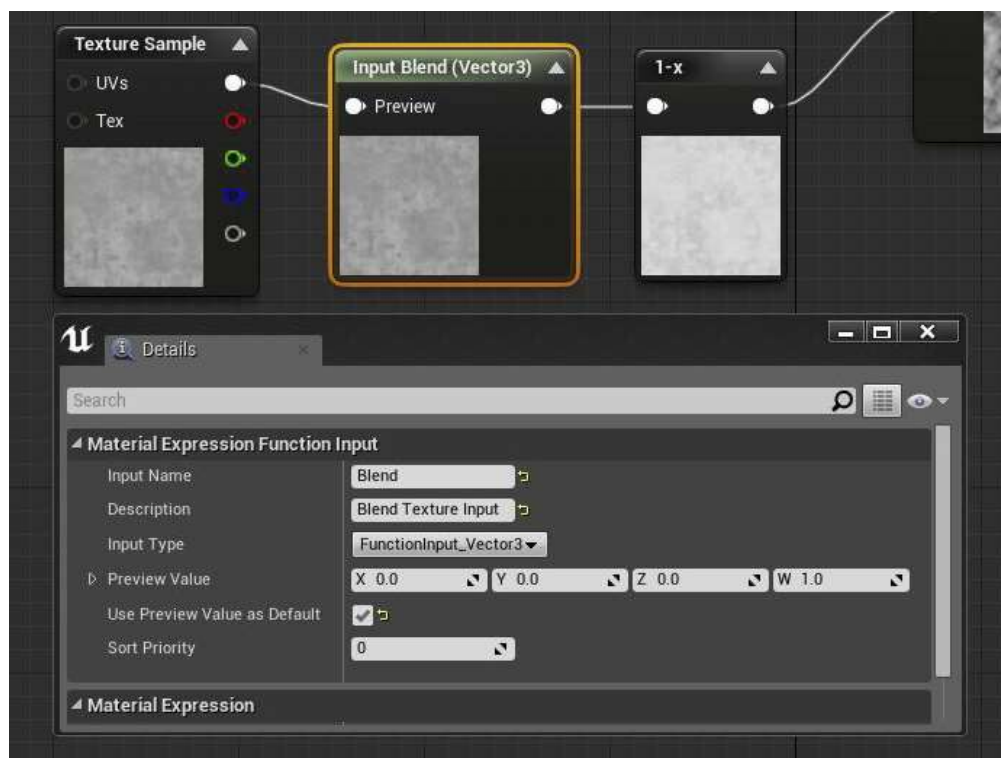 Texture Sample
UVs
Tex
Input Blend (Vector3)
Preview
1-x
Details
Search
Material Expression Function Input
Input Name Blend
Description Blend Texture Input
Input Type FunctionInput_Vector3
Preview Value X 0.0 Y 0.0 Z 0.0 W 1.0
Use Preview Value as Default
Sort Priority 0
Material Expression